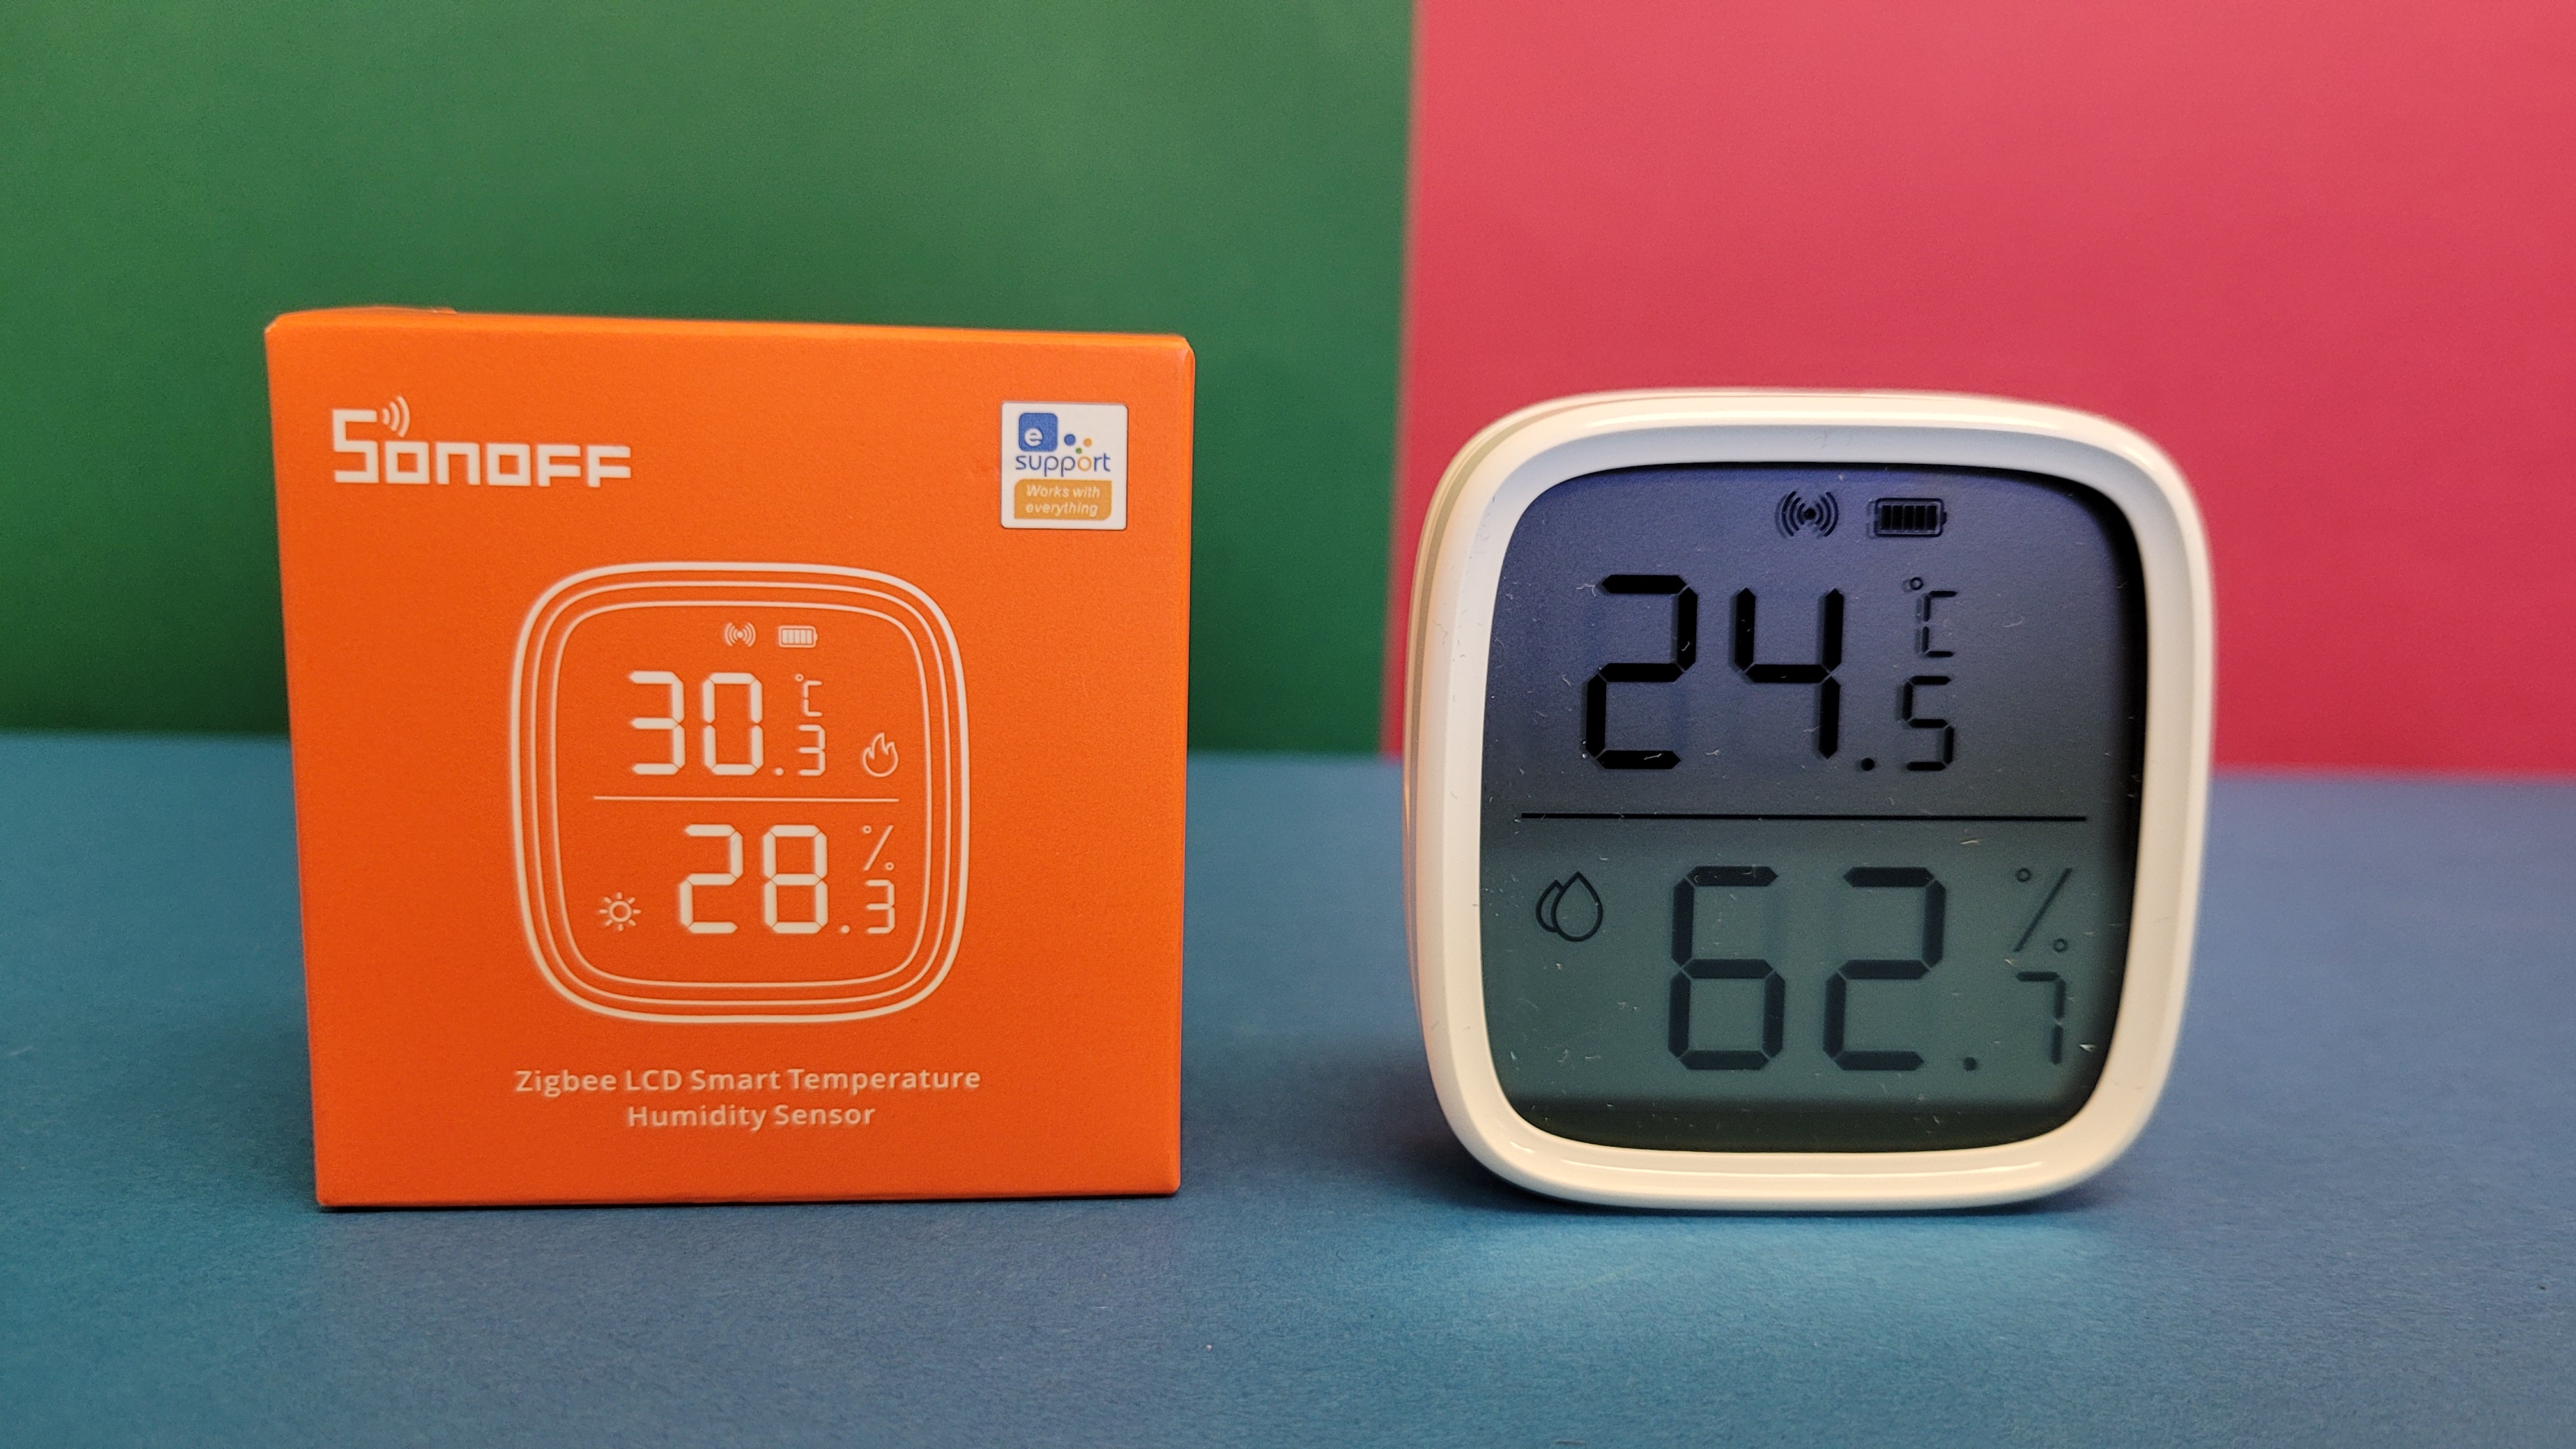 SONOFF
e
support
Works with
everything
30.3 °C
28.3 %
Zigbee LCD Smart Temperature
Humidity Sensor
24.5 °C
62.7 %